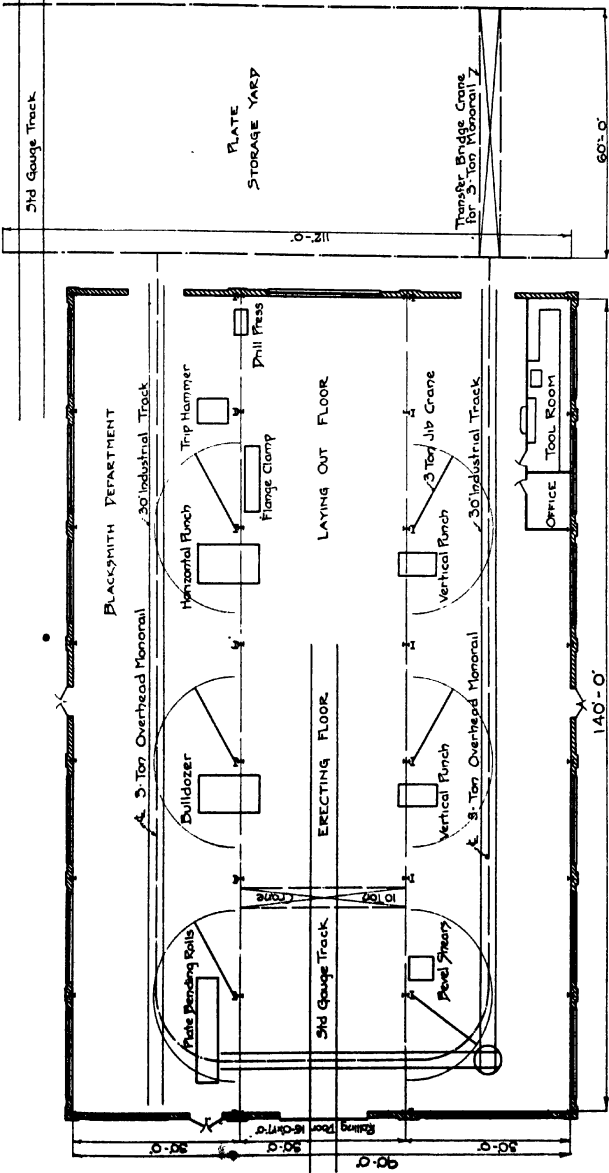 Std Gauge Track
PLATE
STORAGE YARD
Transfer Bridge Crane
for 3-Ton Monorail
60'-0"
112'-0"
BLACKSMITH DEPARTMENT
30" Industrial Track
℄ 3-Ton Overhead Monorail
Trip Hammer
Drill Press
Flange Clamp
Horizontal Punch
Bulldozer
Plate Bending Rolls
LAYING OUT FLOOR
ERECTING FLOOR
10 Ton
Crane
Std Gauge Track
3 Ton Jib Crane
Vertical Punch
Vertical Punch
Bevel Shears
30" Industrial Track
℄ 3-Ton Overhead Monorail
OFFICE
TOOL ROOM
Rolling Door 16'-0"x17'-0"
30'-0"
30'-0"
30'-0"
90'-0"
140'-0"